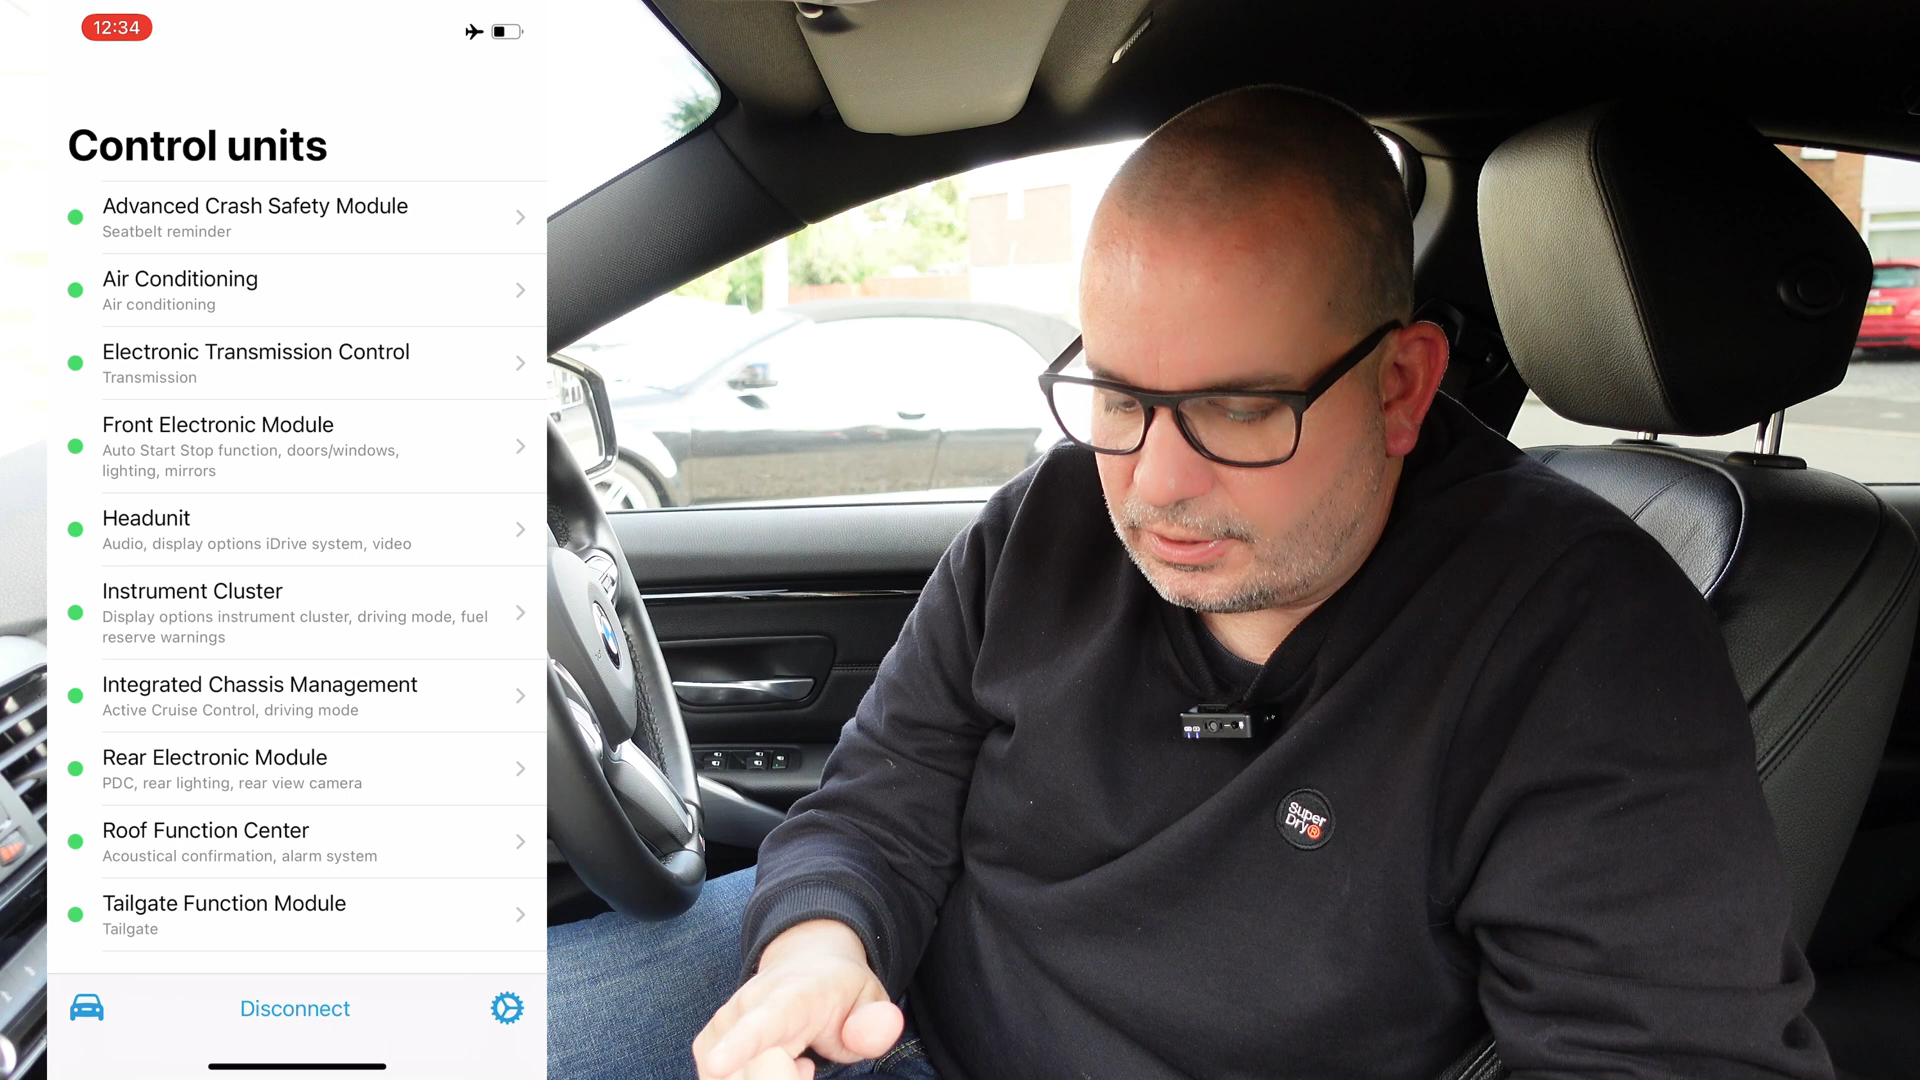 12:34
Control units
Advanced Crash Safety Module
Seatbelt reminder
Air Conditioning
Air conditioning
Electronic Transmission Control
Transmission
Front Electronic Module
Auto Start Stop function, doors/windows,
lighting, mirrors
Headunit
Audio, display options iDrive system, video
Instrument Cluster
Display options instrument cluster, driving mode, fuel
reserve warnings
Integrated Chassis Management
Active Cruise Control, driving mode
Rear Electronic Module
PDC, rear lighting, rear view camera
Roof Function Center
Acoustical confirmation, alarm system
Tailgate Function Module
Tailgate
Disconnect
Super
Dry®